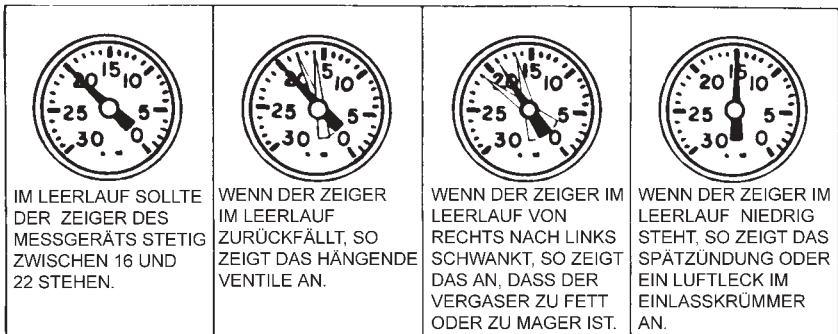 20 15 10
25 5
30 0
IM LEERLAUF SOLLTE
DER ZEIGER DES
MESSGERÄTS STETIG
ZWISCHEN 16 UND
22 STEHEN.
20 15 10
25 5
30 0
WENN DER ZEIGER
IM LEERLAUF
ZURÜCKFÄLLT, SO
ZEIGT DAS HÄNGENDE
VENTILE AN.
20 15 10
25 5
30 0
WENN DER ZEIGER IM
LEERLAUF VON
RECHTS NACH LINKS
SCHWANKT, SO ZEIGT
DAS AN, DASS DER
VERGASER ZU FETT
ODER ZU MAGER IST.
20 15 10
25 5
30 0
WENN DER ZEIGER IM
LEERLAUF NIEDRIG
STEHT, SO ZEIGT DAS
SPÄTZÜNDUNG ODER
EIN LUFTLECK IM
EINLASSKRÜMMER
AN.